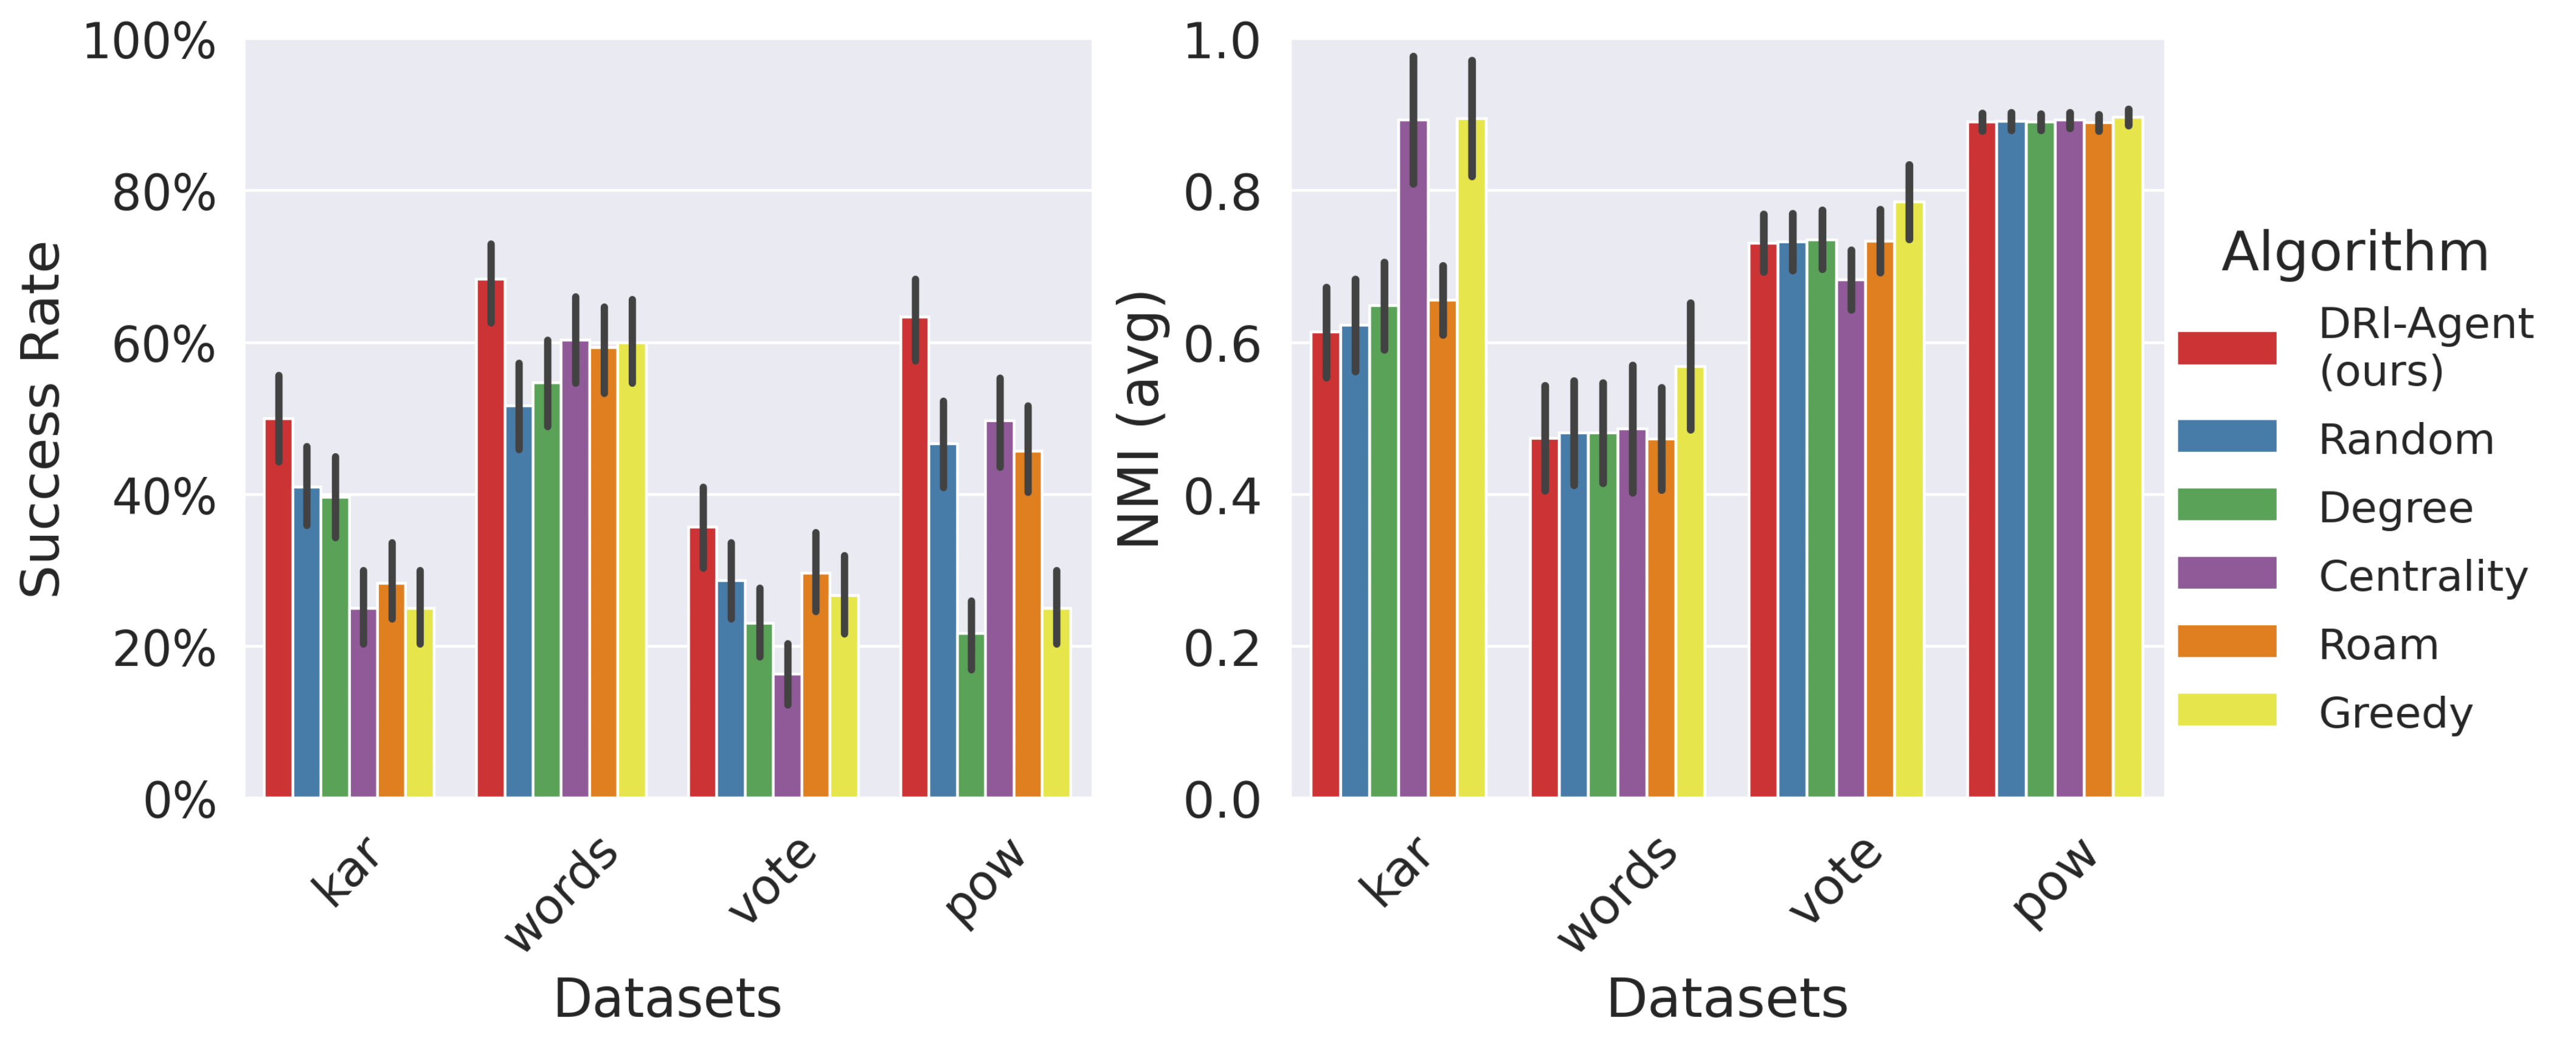 100%
80%
60%
40%
20%
0%
Success Rate
kar
words
vote
pow
Datasets
1.0
0.8
0.6
0.4
0.2
0.0
NMI (avg)
kar
words
vote
pow
Datasets
Algorithm
DRl-Agent
(ours)
Random
Degree
Centrality
Roam
Greedy